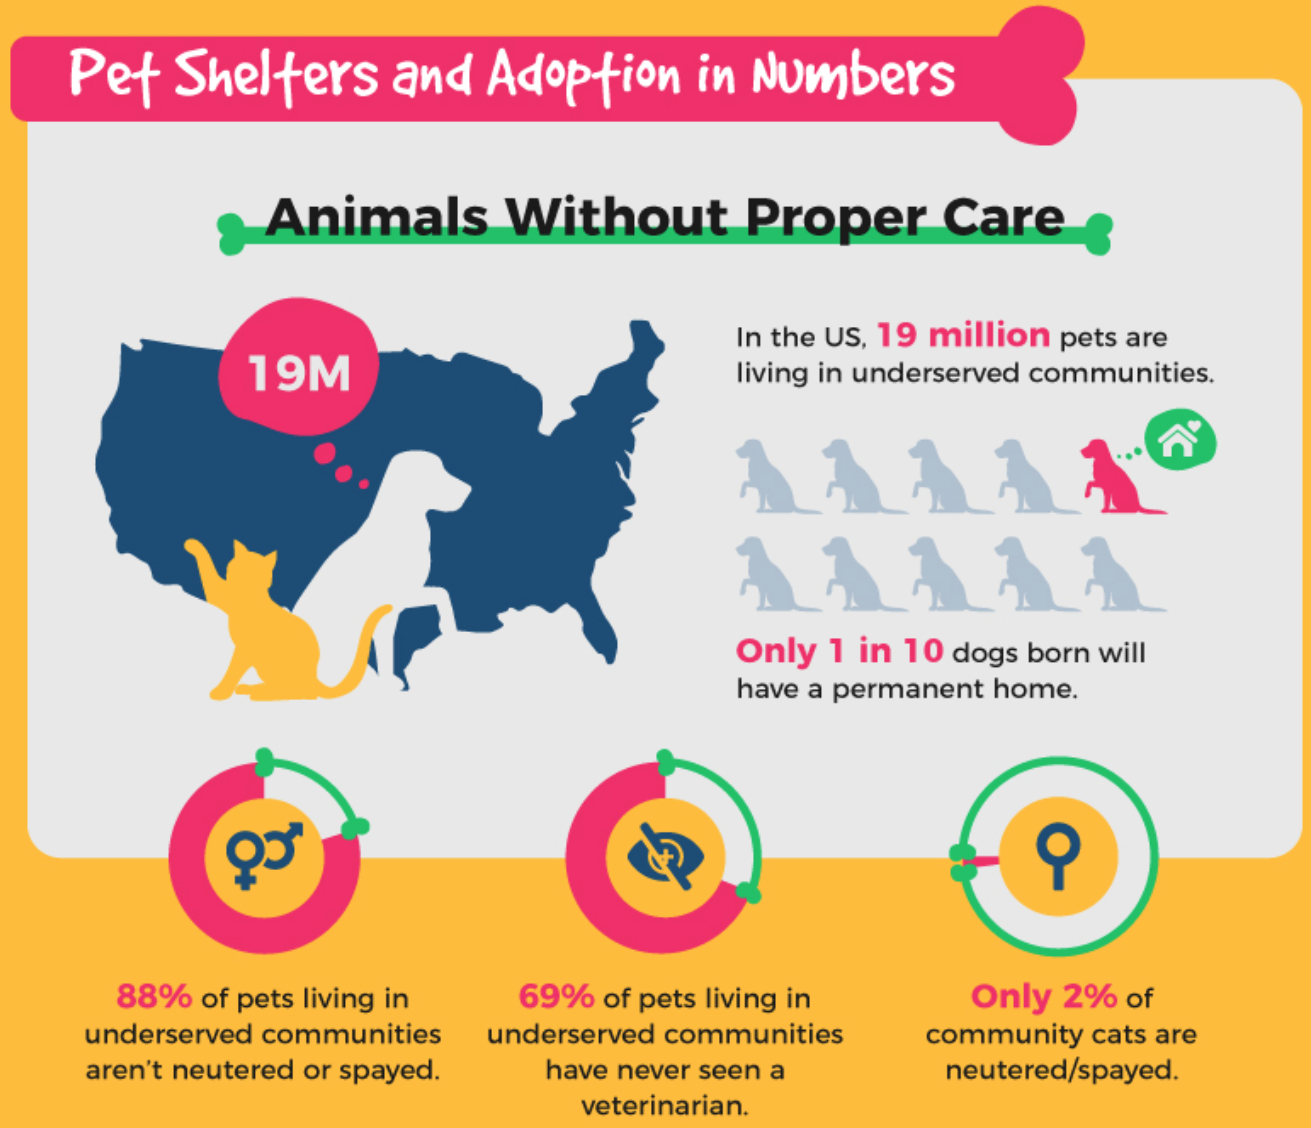 Pet Shelters and Adoption in Numbers
Animals Without Proper Care
19M
In the US, 19 million pets are
living in underserved communities.
Only 1 in 10 dogs born will
have a permanent home.
88% of pets living in
underserved communities
aren't neutered or spayed.
69% of pets living in
underserved communities
have never seen a
veterinarian.
Only 2% of
community cats are
neutered/spayed.